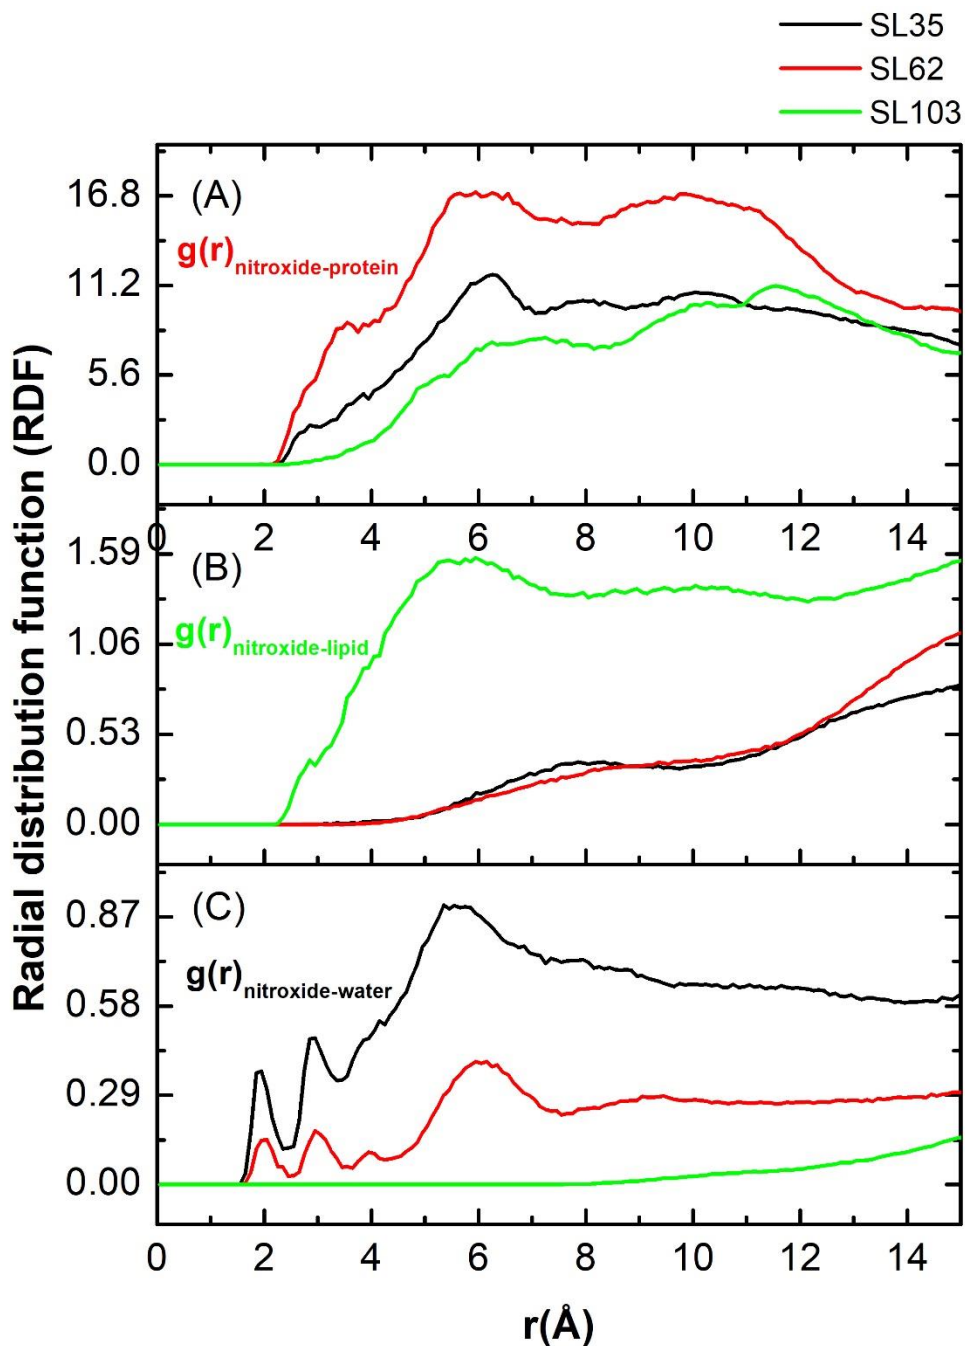 SL35
SL62
SL103
Radial distribution function (RDF)
(A)
g(r)nitroxide-protein
16.8
11.2
5.6
0.0
0 2 4 6 8 10 12 14
(B)
g(r)nitroxide-lipid
1.59
1.06
0.53
0.00
(C)
g(r)nitroxide-water
0.87
0.58
0.29
0.00
0 2 4 6 8 10 12 14
r(Å)